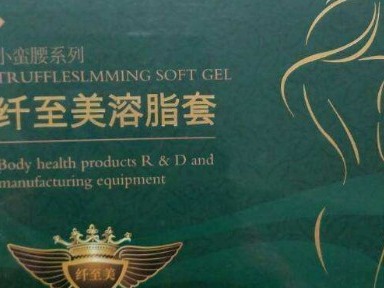 小蛮腰系列
TRUFFLESLMMING SOFT GEL
纤至美溶脂套
Body health products R & D and
manufacturing equipment
纤至美